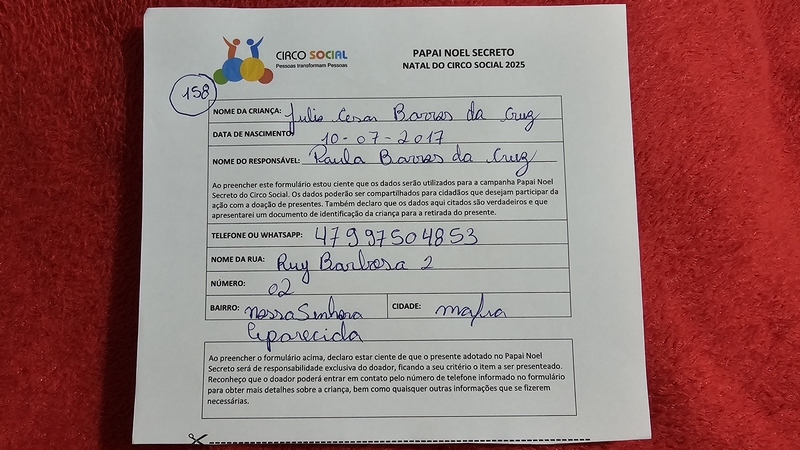 CIRCO SOCIAL
Pessoas transformam Pessoas
PAPAI NOEL SECRETO
NATAL DO CIRCO SOCIAL 2025
158
NOME DA CRIANÇA: Julio Cesar Barros da Cruz
DATA DE NASCIMENTO 10-07-2017
NOME DO RESPONSÁVEL: Paula Barros da Cruz
Ao preencher este formulário estou ciente que os dados serão utilizados para a campanha Papai Noel
Secreto do Circo Social. Os dados poderão ser compartilhados para cidadãos que desejam participar da
ação com a doação de presentes. Também declaro que os dados aqui citados são verdadeiros e que
apresentarei um documento de identificação da criança para a retirada do presente.
TELEFONE OU WHATSAPP: 47997504853
NOME DA RUA: Ruy Barbosa 2
NÚMERO: 02
BAIRRO: Nossa Senhora CIDADE: mafra
Aparecida
Ao preencher o formulário acima, declaro estar ciente de que o presente adotado no Papai Noel
Secreto será de responsabilidade exclusiva do doador, ficando a seu critério o item a ser presenteado.
Reconheço que o doador poderá entrar em contato pelo número de telefone informado no formulário
para obter mais detalhes sobre a criança, bem como quaisquer outras informações que se fizerem
necessárias.